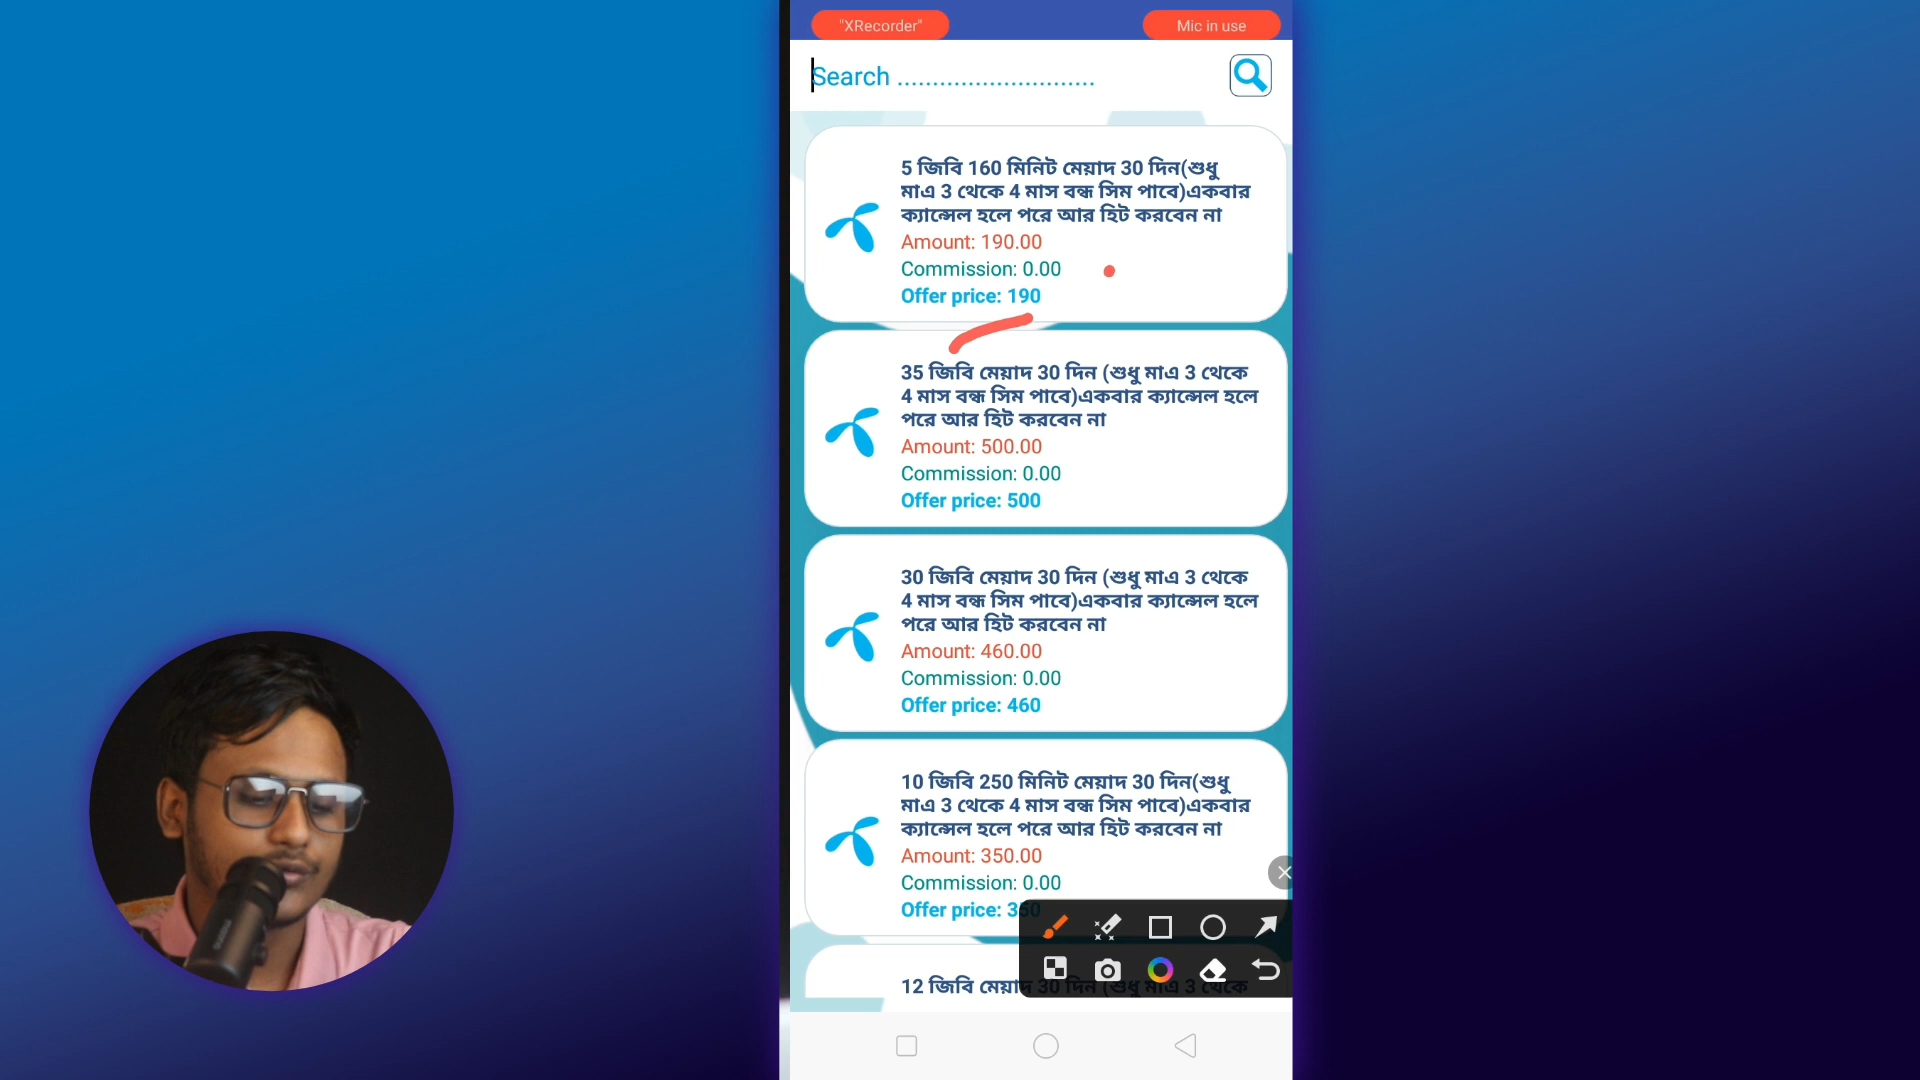 "XRecorder"
Mic in use
Search ............................
5 জিবি 160 মিনিট মেয়াদ 30 দিন(শুধু
মাএ 3 থেকে 4 মাস বন্ধ সিম পাবে)একবার
ক্যান্সেল হলে পরে আর হিট করবেন না
Amount: 190.00
Commission: 0.00
Offer price: 190
35 জিবি মেয়াদ 30 দিন (শুধু মাএ 3 থেকে
4 মাস বন্ধ সিম পাবে)একবার ক্যান্সেল হলে
পরে আর হিট করবেন না
Amount: 500.00
Commission: 0.00
Offer price: 500
30 জিবি মেয়াদ 30 দিন (শুধু মাএ 3 থেকে
4 মাস বন্ধ সিম পাবে)একবার ক্যান্সেল হলে
পরে আর হিট করবেন না
Amount: 460.00
Commission: 0.00
Offer price: 460
10 জিবি 250 মিনিট মেয়াদ 30 দিন(শুধু
মাএ 3 থেকে 4 মাস বন্ধ সিম পাবে)একবার
ক্যান্সেল হলে পরে আর হিট করবেন না
Amount: 350.00
Commission: 0.00
Offer price: 350
12 জিবি মেয়াদ 30 দিন (শুধু মাএ 3 থেকে